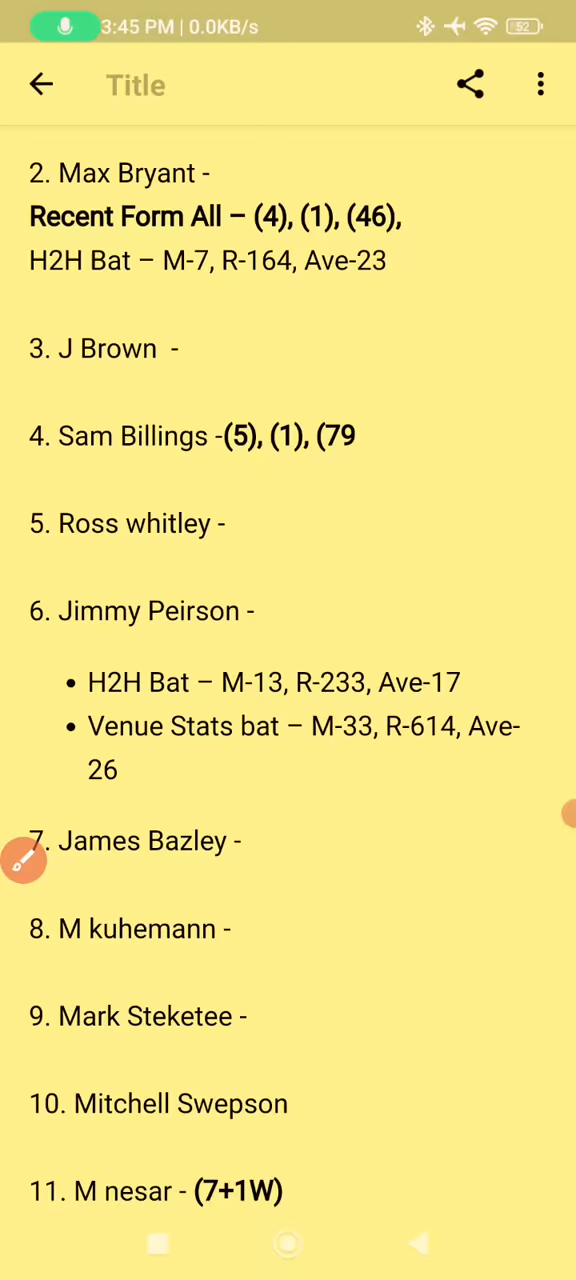 3:45 PM | 0.0KB/s
52
Title
2. Max Bryant -
Recent Form All – (4), (1), (46),
H2H Bat – M-7, R-164, Ave-23
3. J Brown -
4. Sam Billings -(5), (1), (79
5. Ross whitley -
6. Jimmy Peirson -
• H2H Bat – M-13, R-233, Ave-17
• Venue Stats bat – M-33, R-614, Ave-
26
7. James Bazley -
8. M kuhemann -
9. Mark Steketee -
10. Mitchell Swepson
11. M nesar - (7+1W)